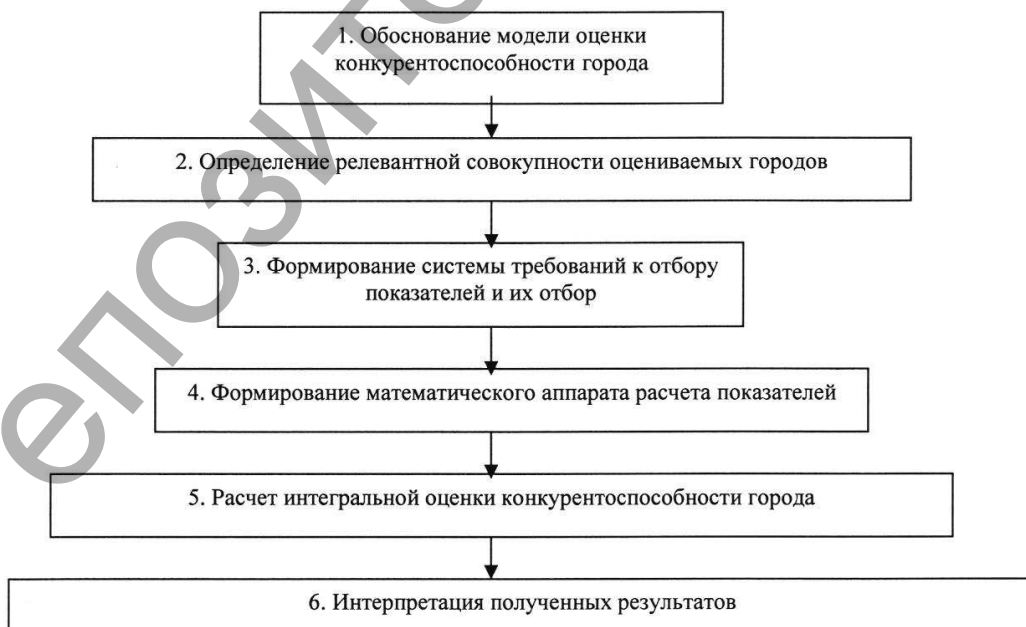 1. Обоснование модели оценки
конкурентоспособности города
2. Определение релевантной совокупности оцениваемых городов
3. Формирование системы требований к отбору
показателей и их отбор
4. Формирование математического аппарата расчета показателей
5. Расчет интегральной оценки конкурентоспособности города
6. Интерпретация полученных результатов